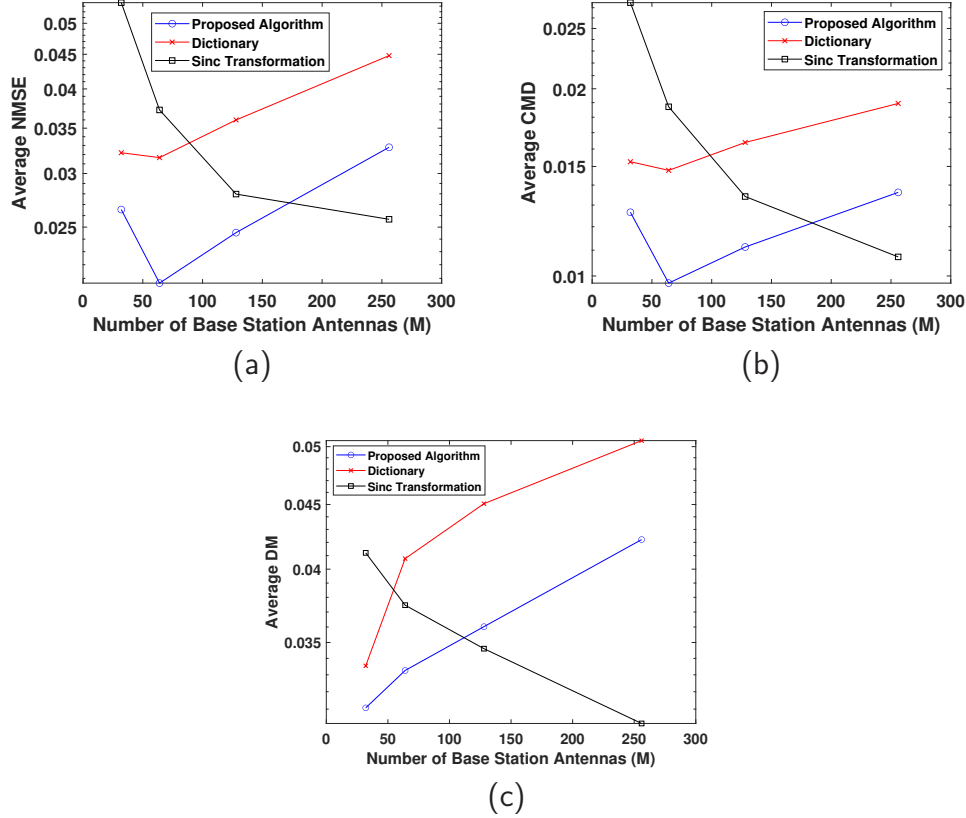 0.05
0.045
0.04
0.035
0.03
0.025
Average NMSE
Proposed Algorithm
Dictionary
Sinc Transformation
0 50 100 150 200 250 300
Number of Base Station Antennas (M)
(a)
0.025
0.02
0.015
0.01
Average CMD
Proposed Algorithm
Dictionary
Sinc Transformation
0 50 100 150 200 250 300
Number of Base Station Antennas (M)
(b)
0.05
0.045
0.04
0.035
Average DM
Proposed Algorithm
Dictionary
Sinc Transformation
0 50 100 150 200 250 300
Number of Base Station Antennas (M)
(c)